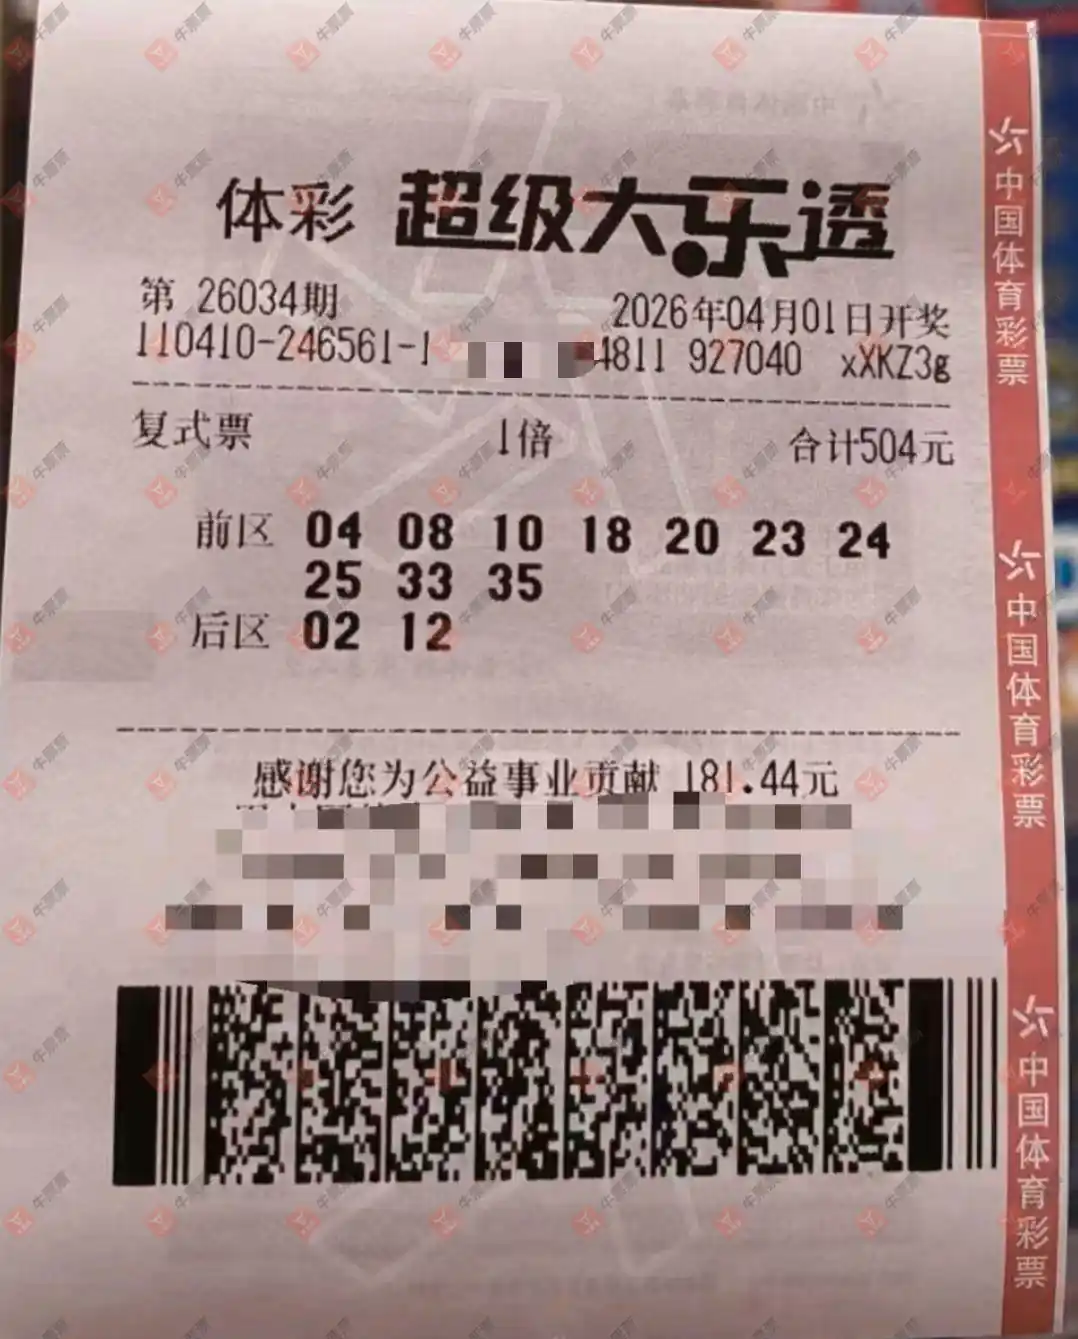 体彩 超级大乐透
第 26034期 2026年04月01日开奖
110410-246561-1 4811 927040 xXKZ3g
复式票 1倍 合计504元
前区 04 08 10 18 20 23 24
25 33 35
后区 02 12
感谢您为公益事业贡献 181.44元
中国体育彩票
中国体育彩票
中国体育彩票
牛票票